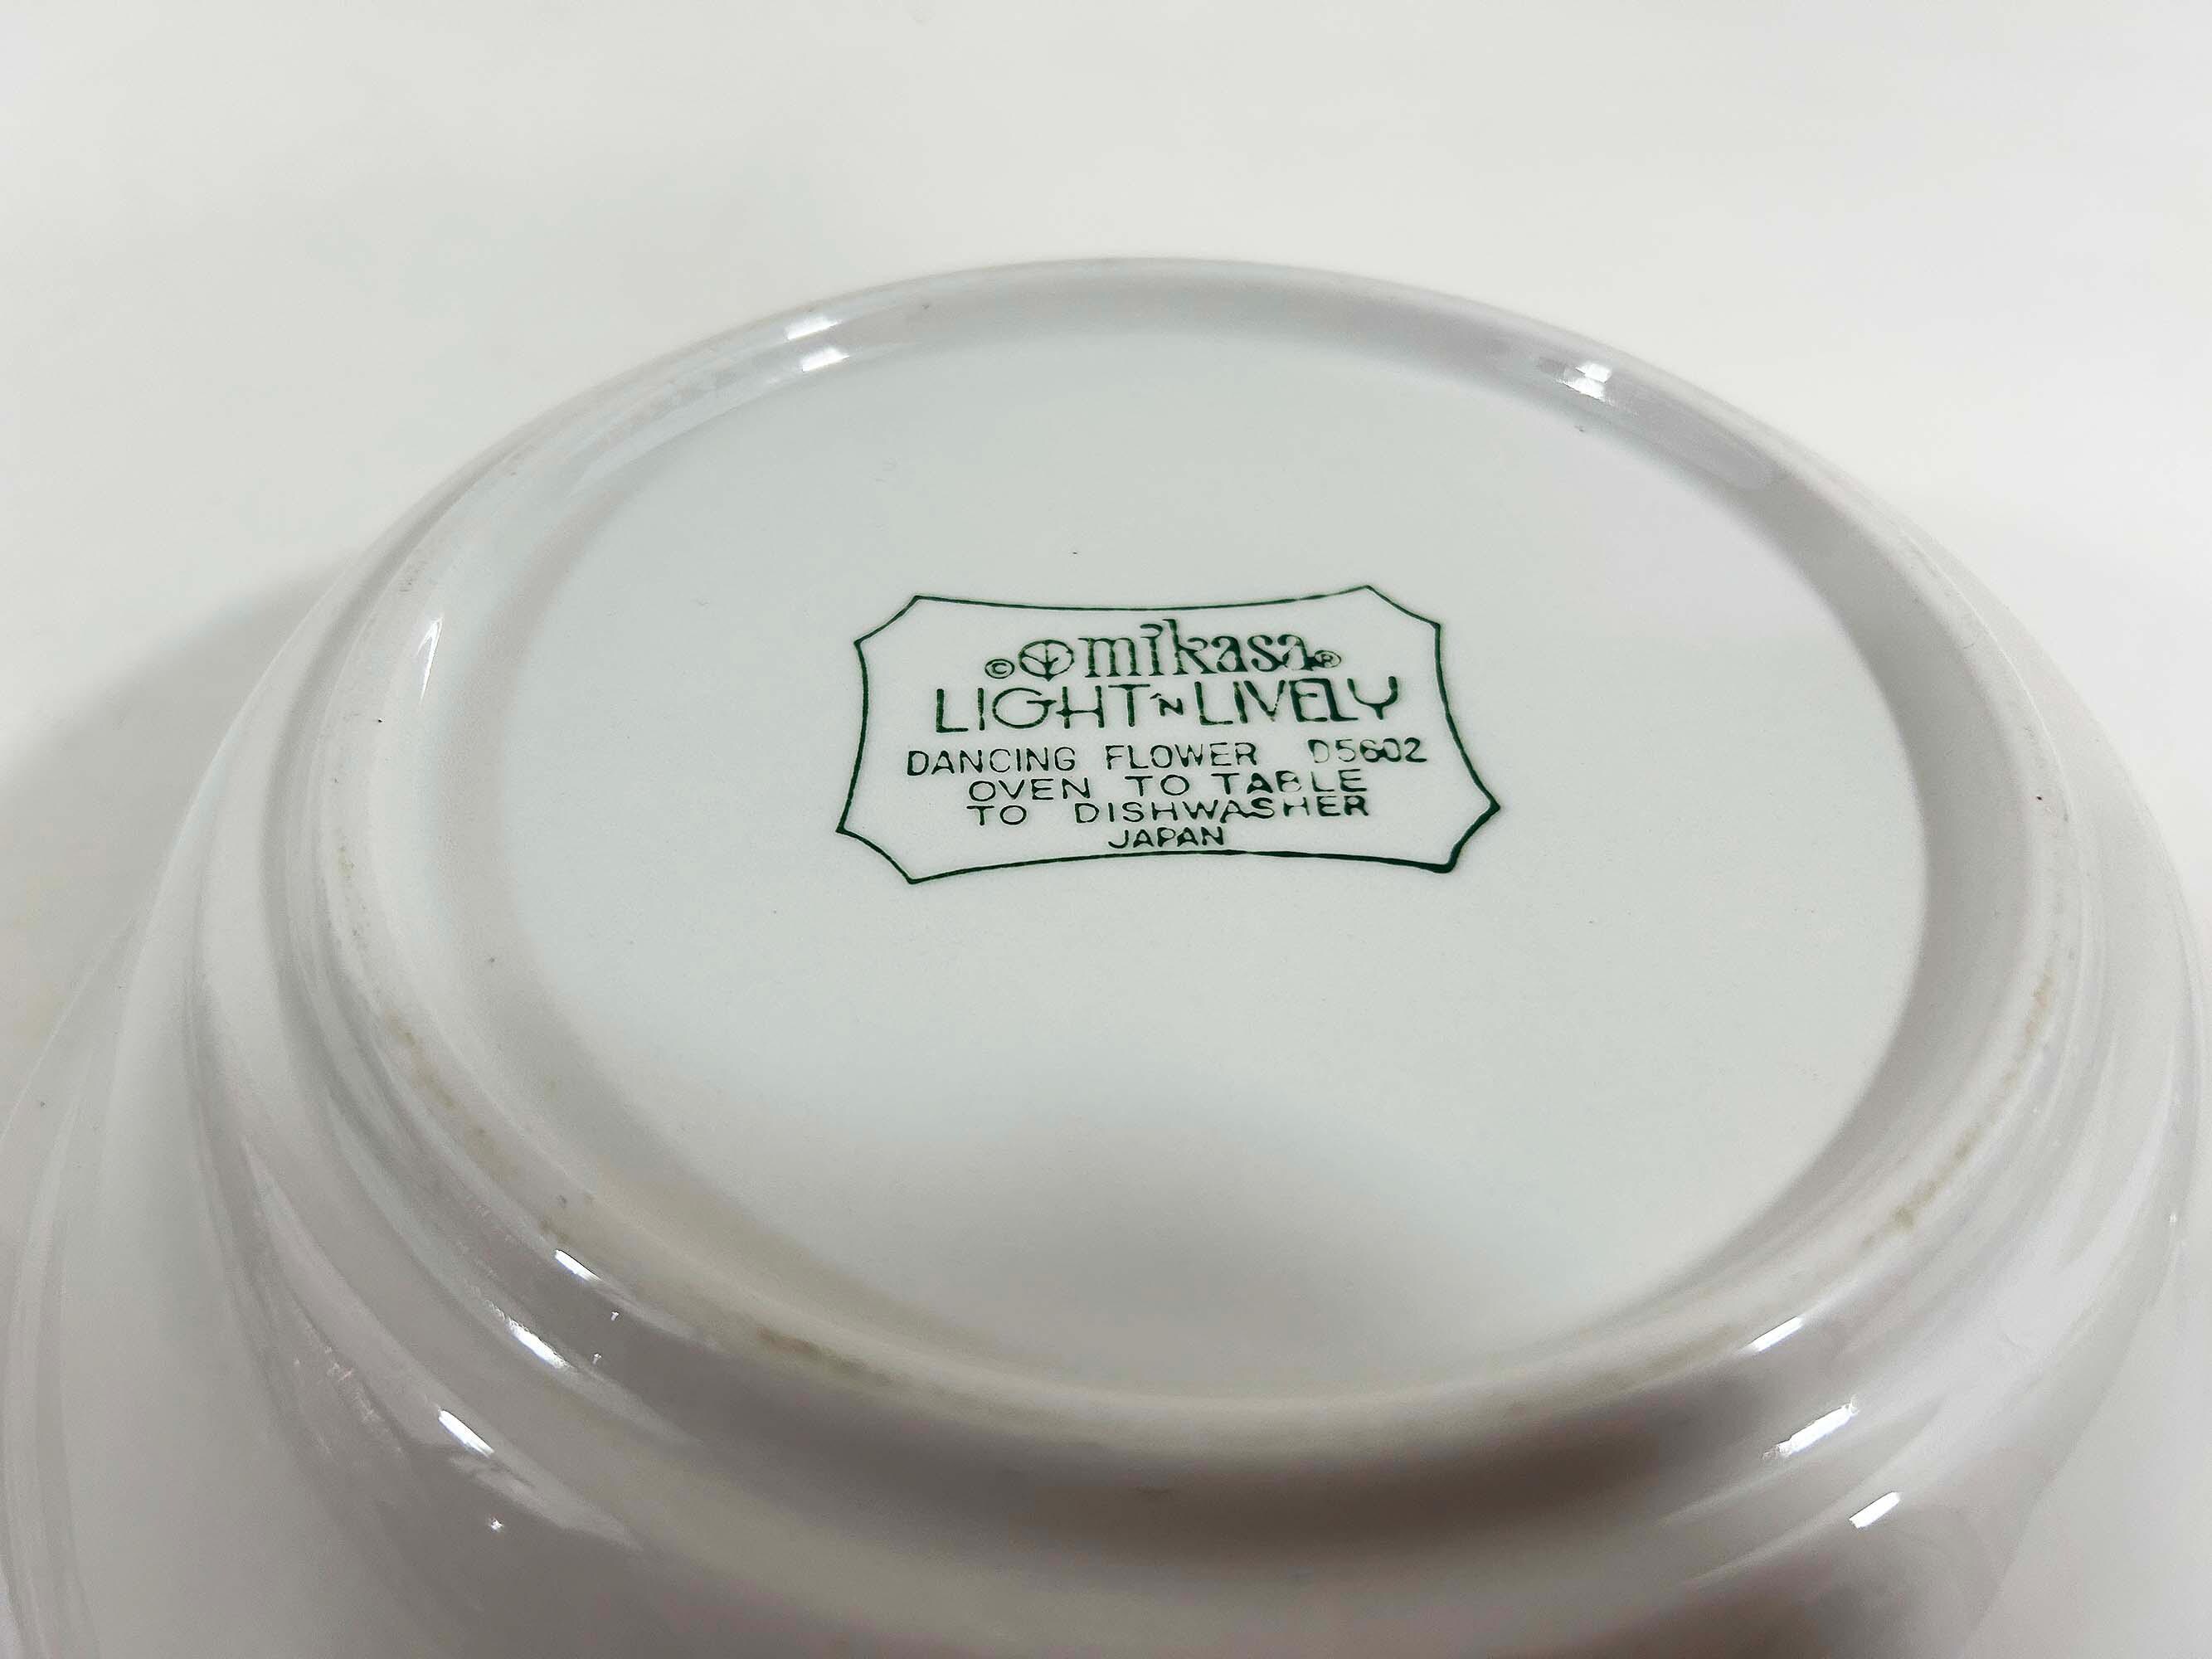 © mikasa®
LIGHT 'N LIVELY
DANCING FLOWER D5602
OVEN TO TABLE
TO DISHWASHER
JAPAN